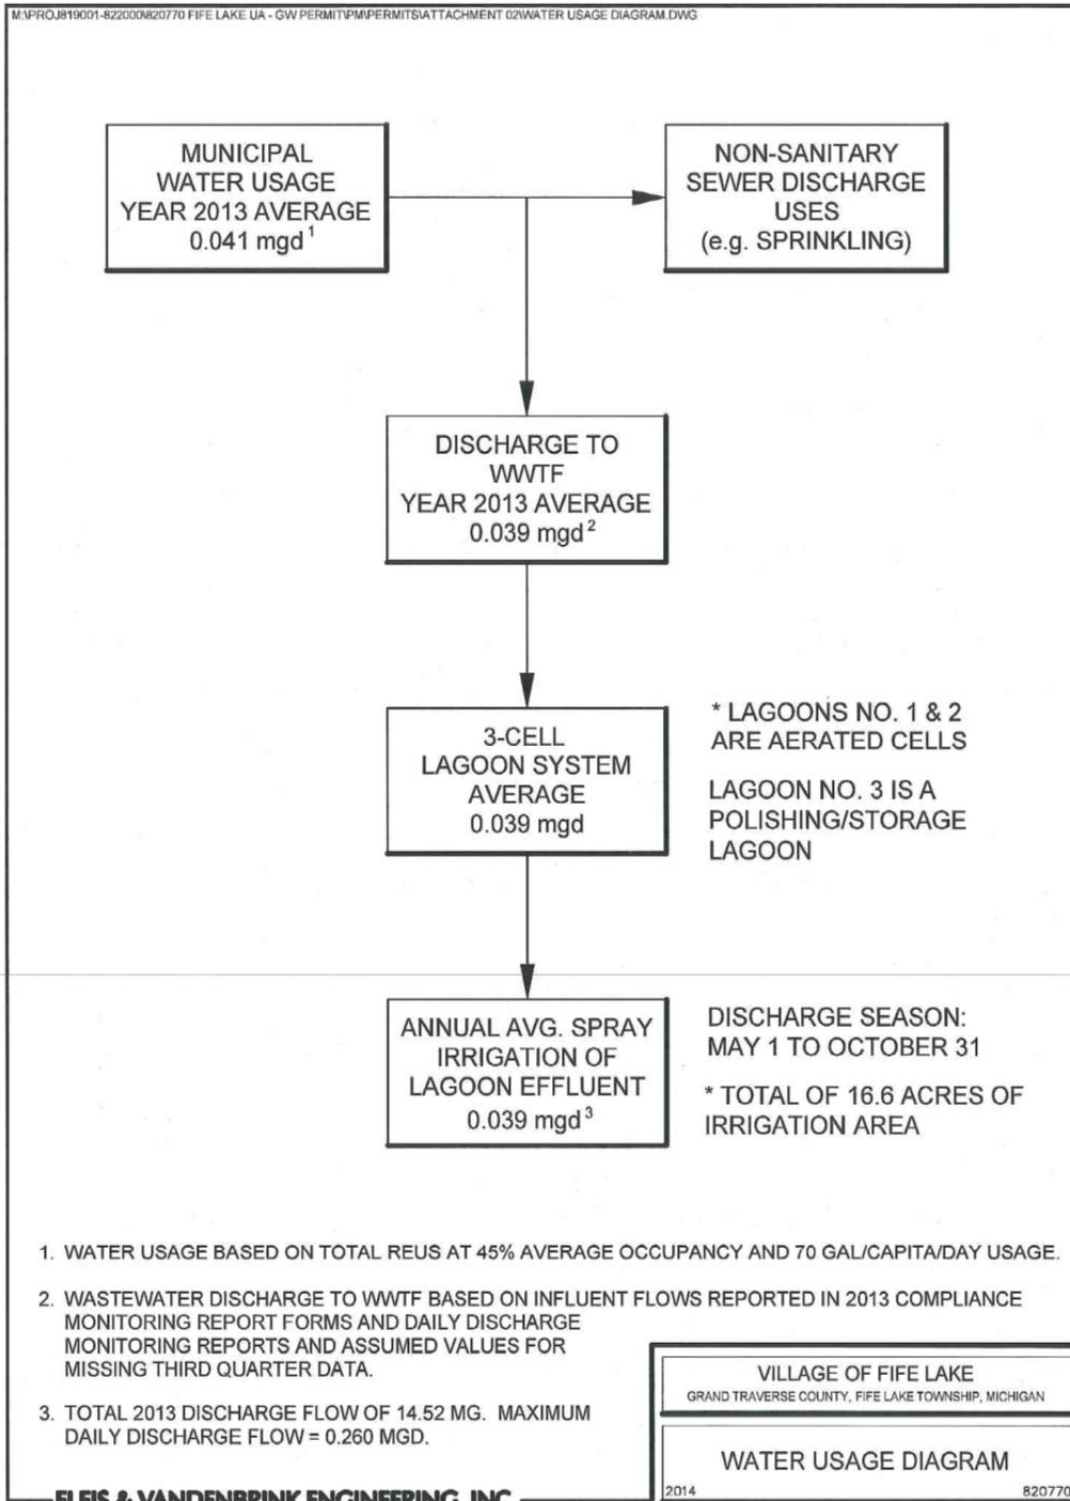 M:\PROJ819001-822000\820770 FIFE LAKE UA - GW PERMIT\PM\PERMITS\ATTACHMENT 02\WATER USAGE DIAGRAM.DWG
MUNICIPAL
WATER USAGE
YEAR 2013 AVERAGE
0.041 mgd¹
NON-SANITARY
SEWER DISCHARGE
USES
(e.g. SPRINKLING)
DISCHARGE TO
WWTF
YEAR 2013 AVERAGE
0.039 mgd²
3-CELL
LAGOON SYSTEM
AVERAGE
0.039 mgd
* LAGOONS NO. 1 & 2
ARE AERATED CELLS
LAGOON NO. 3 IS A
POLISHING/STORAGE
LAGOON
ANNUAL AVG. SPRAY
IRRIGATION OF
LAGOON EFFLUENT
0.039 mgd³
DISCHARGE SEASON:
MAY 1 TO OCTOBER 31
* TOTAL OF 16.6 ACRES OF
IRRIGATION AREA
1. WATER USAGE BASED ON TOTAL REUS AT 45% AVERAGE OCCUPANCY AND 70 GAL/CAPITA/DAY USAGE.
2. WASTEWATER DISCHARGE TO WWTF BASED ON INFLUENT FLOWS REPORTED IN 2013 COMPLIANCE
MONITORING REPORT FORMS AND DAILY DISCHARGE
MONITORING REPORTS AND ASSUMED VALUES FOR
MISSING THIRD QUARTER DATA.
3. TOTAL 2013 DISCHARGE FLOW OF 14.52 MG. MAXIMUM
DAILY DISCHARGE FLOW = 0.260 MGD.
VILLAGE OF FIFE LAKE
GRAND TRAVERSE COUNTY, FIFE LAKE TOWNSHIP, MICHIGAN
WATER USAGE DIAGRAM
2014 820770
FLEIS & VANDENBRINK ENGINEERING, INC.